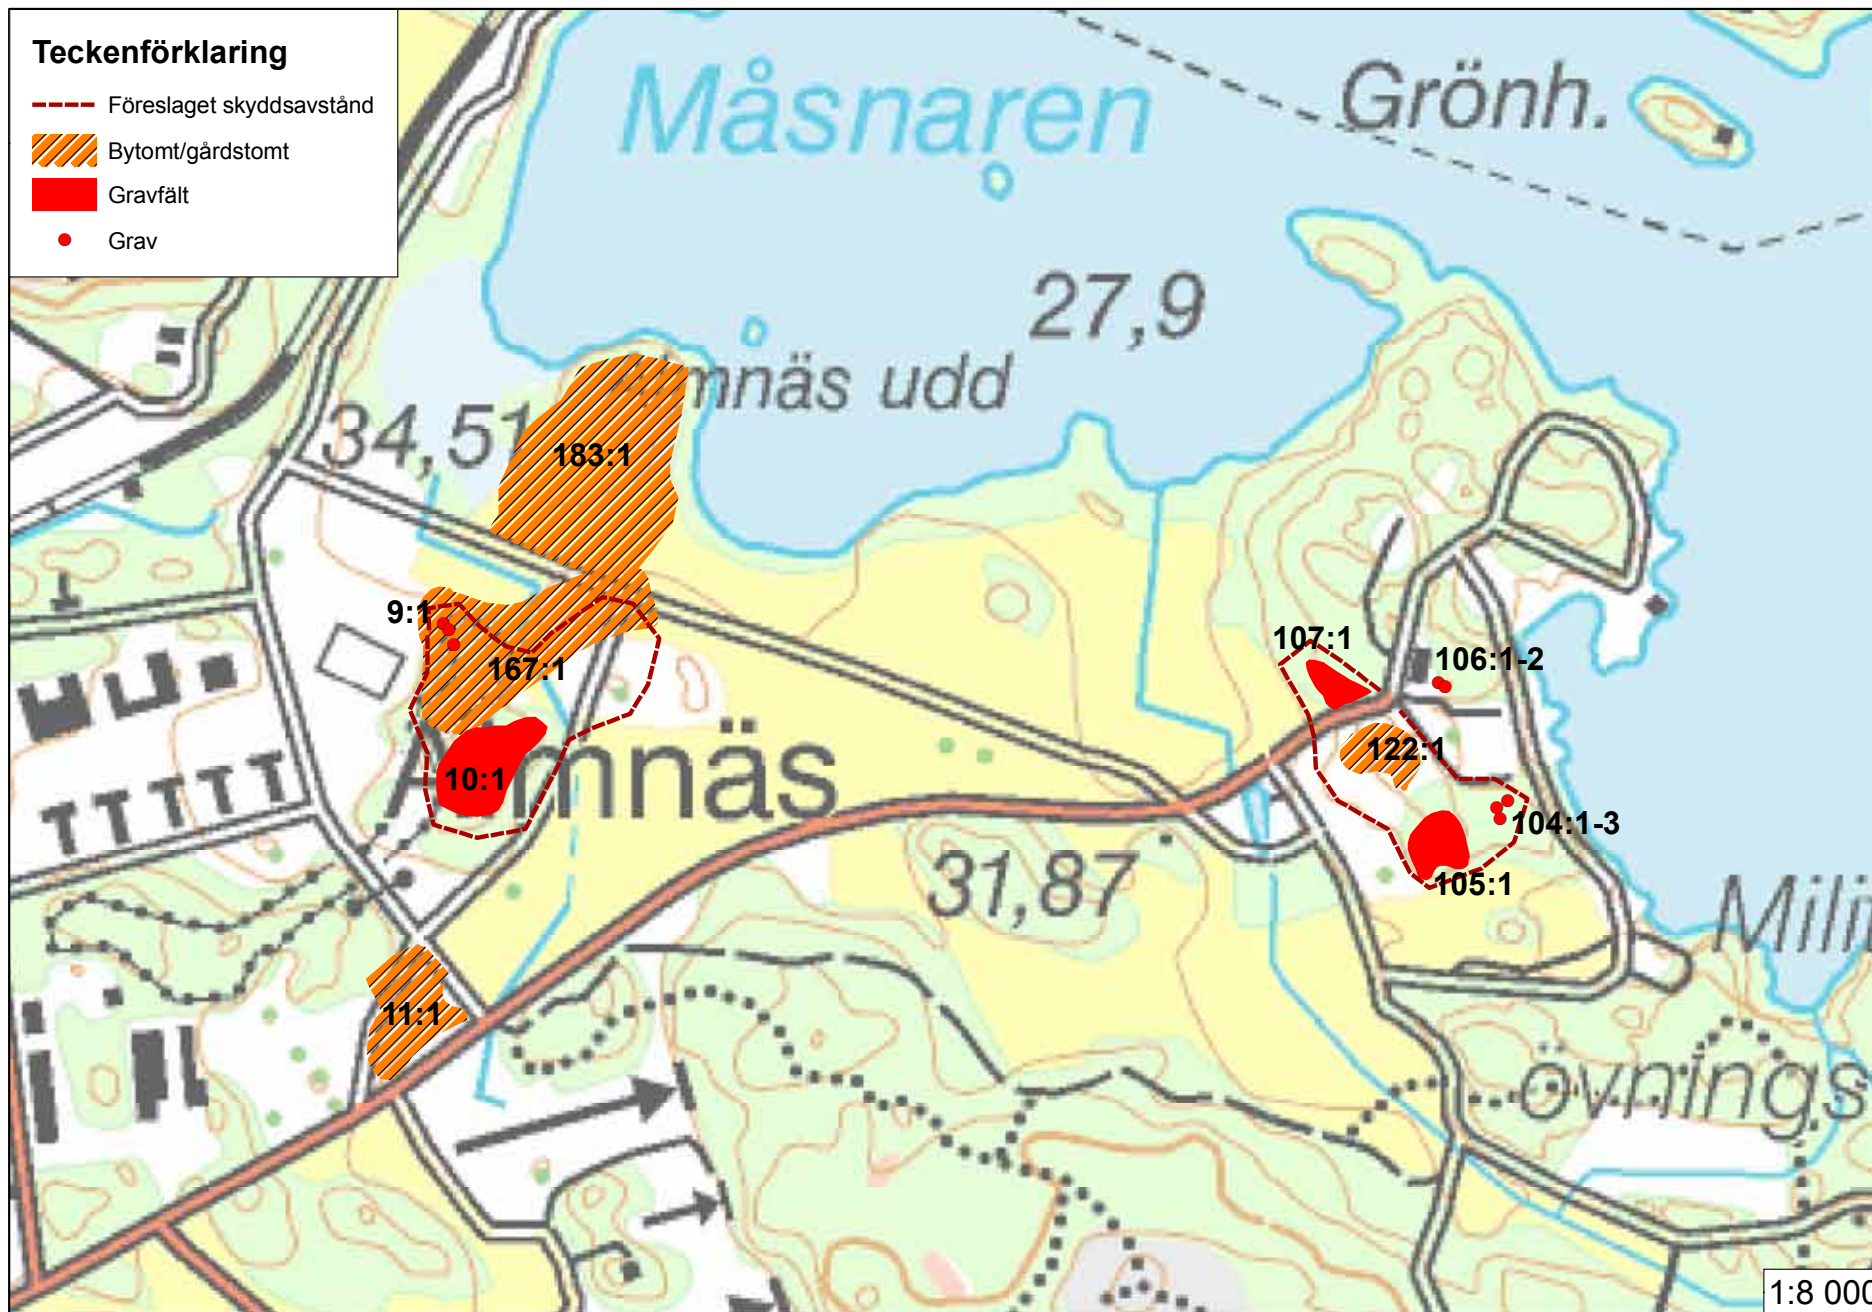 Teckenförklaring
Föreslaget skyddsavstånd
Bytomt/gårdstomt
Gravfält
Grav
Måsnaren
Grönh.
27,9
udd
34,51
183:1
9:1
167:1
107:1
106:1-2
122:1
10:1
104:1-3
31,87
105:1
11:1
övnings
1:8 000